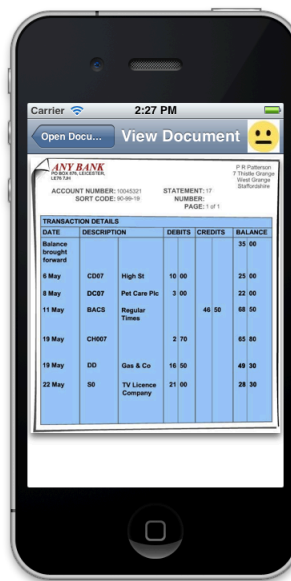 Carrier 2:27 PM
Open Docu... View Document
ANY BANK
PO BOX 876, LEICESTER,
LE78 7JH
P R Patterson
7 Thistle Grange
West Grange
Staffordshire
ACCOUNT NUMBER: 10045321 STATEMENT: 17
SORT CODE: 90-99-19 NUMBER:
PAGE: 1 of 1
TRANSACTION DETAILS
DATE DESCRIPTION DEBITS CREDITS BALANCE
Balance 35 00
brought
forward
6 May CD07 High St 10 00 25 00
8 May DC07 Pet Care Plc 3 00 22 00
11 May BACS Regular 46 50 68 50
Times
19 May CH007 2 70 65 80
19 May DD Gas & Co 16 50 49 30
22 May S0 TV Licence 21 00 28 30
Company